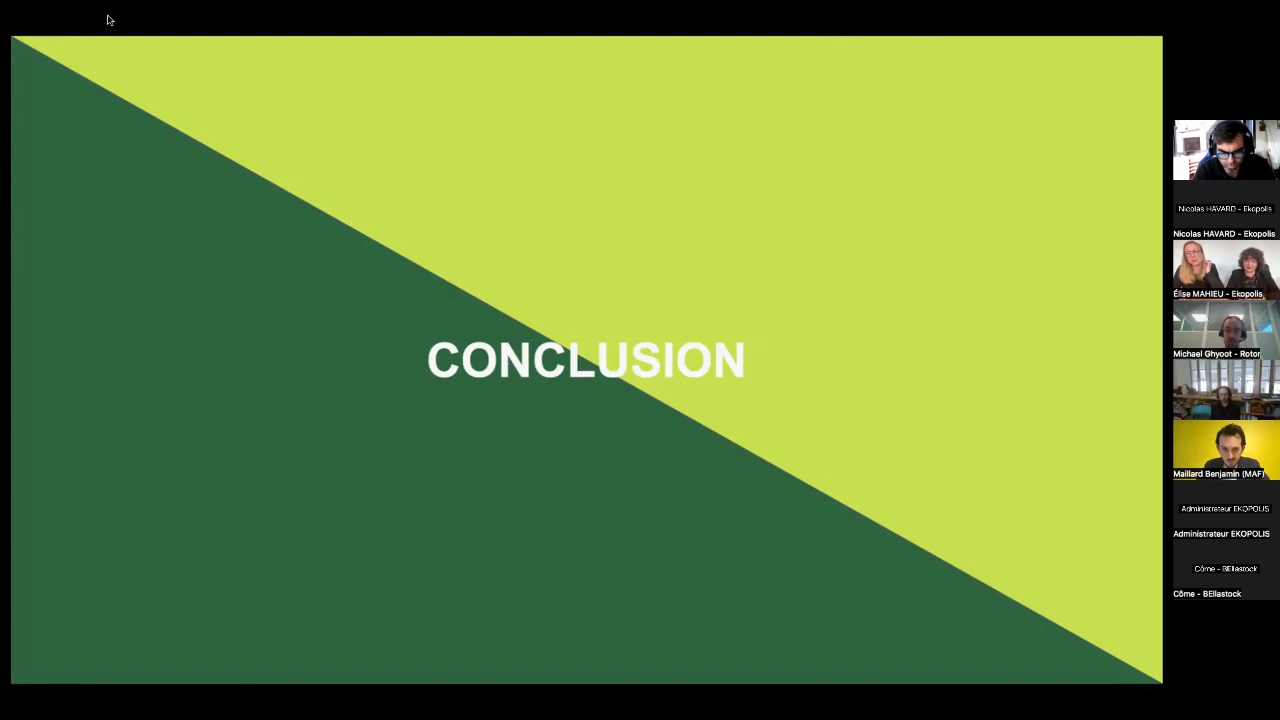 CONCLUSION
Nicolas HAVARD - Ekopolis
Nicolas HAVARD - Ekopolis
Élise MAHIEU - Ekopolis
Michael Ghyoot - Rotor
Maillard Benjamin (MAF)
Administrateur EKOPOLIS
Administrateur EKOPOLIS
Côme - BEllastock
Côme - BEllastock